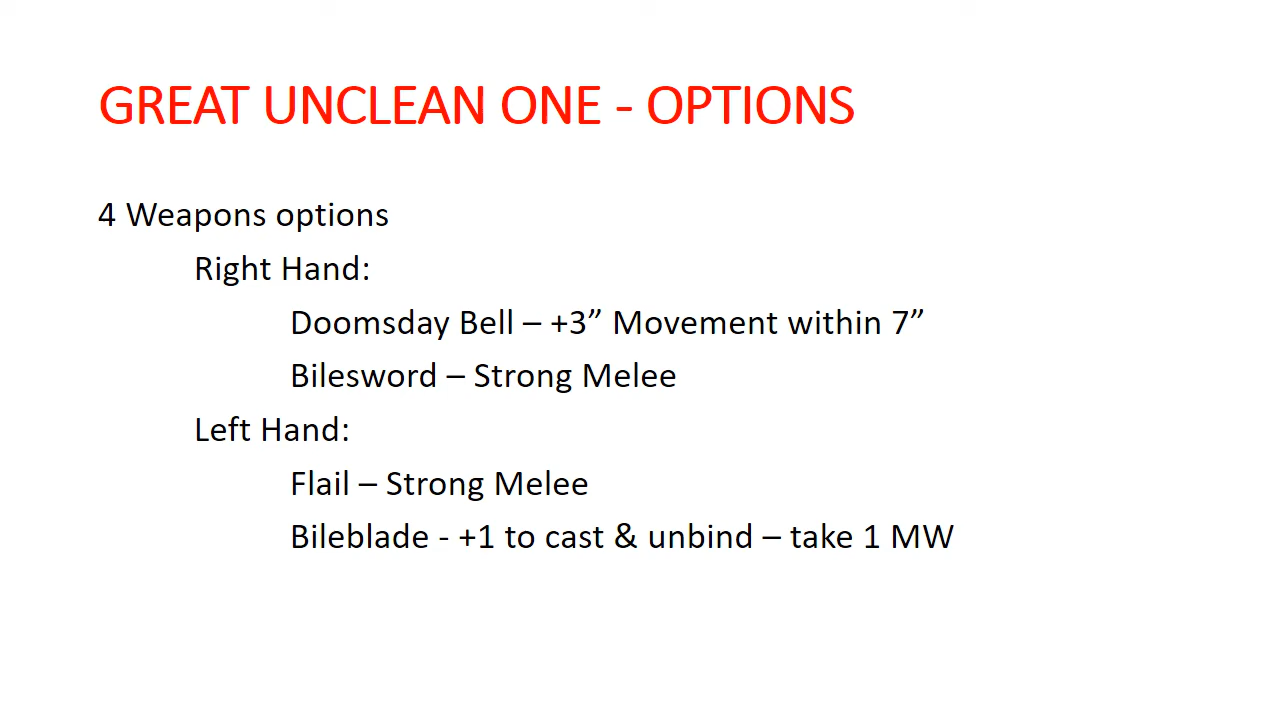 GREAT UNCLEAN ONE - OPTIONS
4 Weapons options
Right Hand:
Doomsday Bell – +3” Movement within 7”
Bilesword – Strong Melee
Left Hand:
Flail – Strong Melee
Bileblade - +1 to cast & unbind – take 1 MW